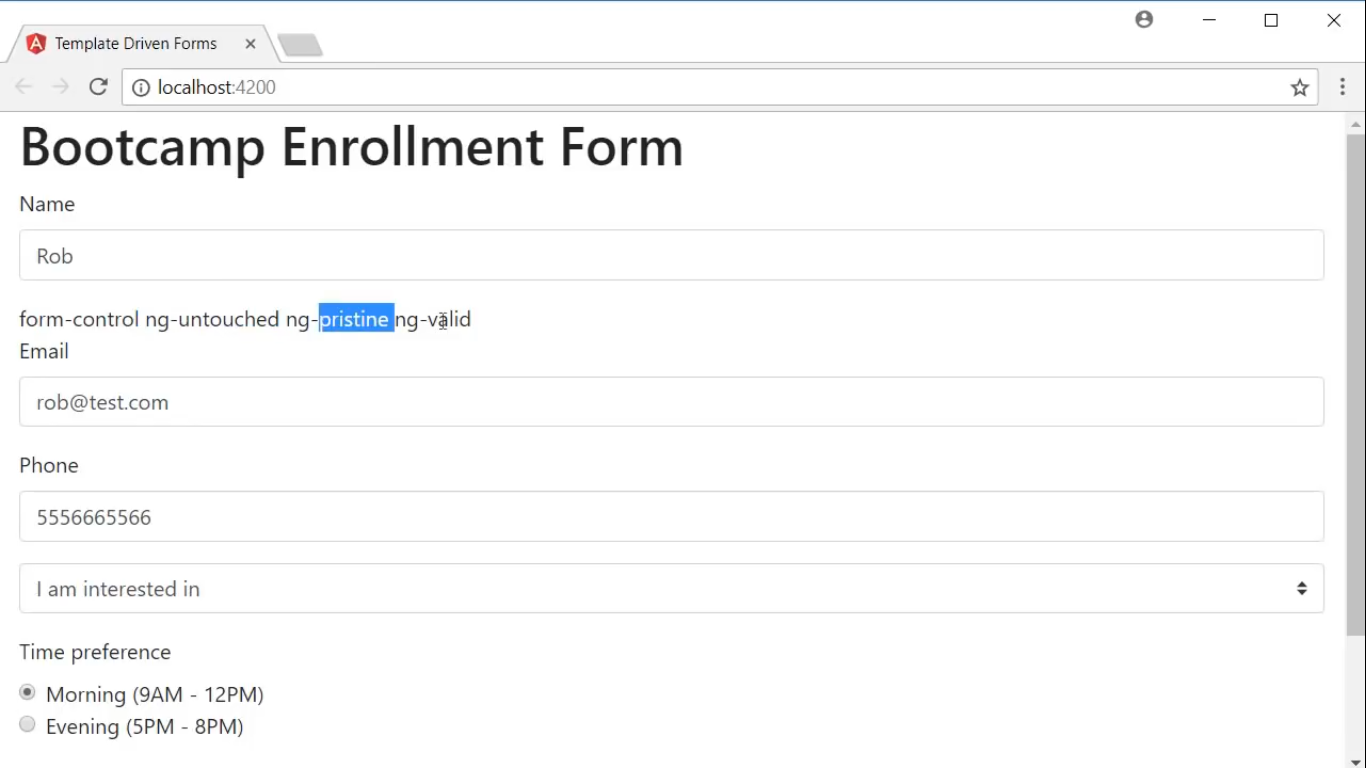 Template Driven Forms
localhost:4200
Bootcamp Enrollment Form
Name
Rob
form-control ng-untouched ng-pristine ng-valid
Email
rob@test.com
Phone
5556665566
I am interested in
Time preference
Morning (9AM - 12PM)
Evening (5PM - 8PM)